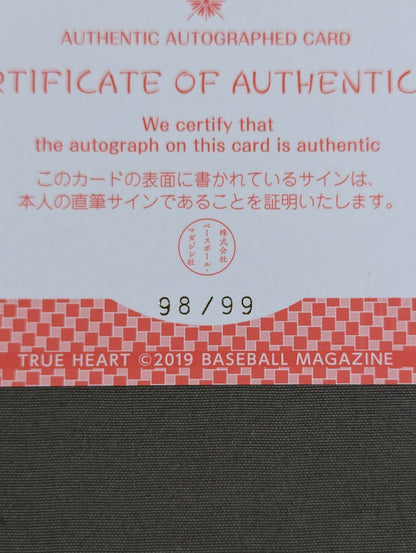 AUTHENTIC AUTOGRAPHED CARD
RTIFICATE OF AUTHENTIC
We certify that
the autograph on this card is authentic
このカードの表面に書かれているサインは、
本人の直筆サインであることを証明いたします。
株式会社
ベースボール・
マガジン社
98/99
TRUE HEART ©2019 BASEBALL MAGAZINE